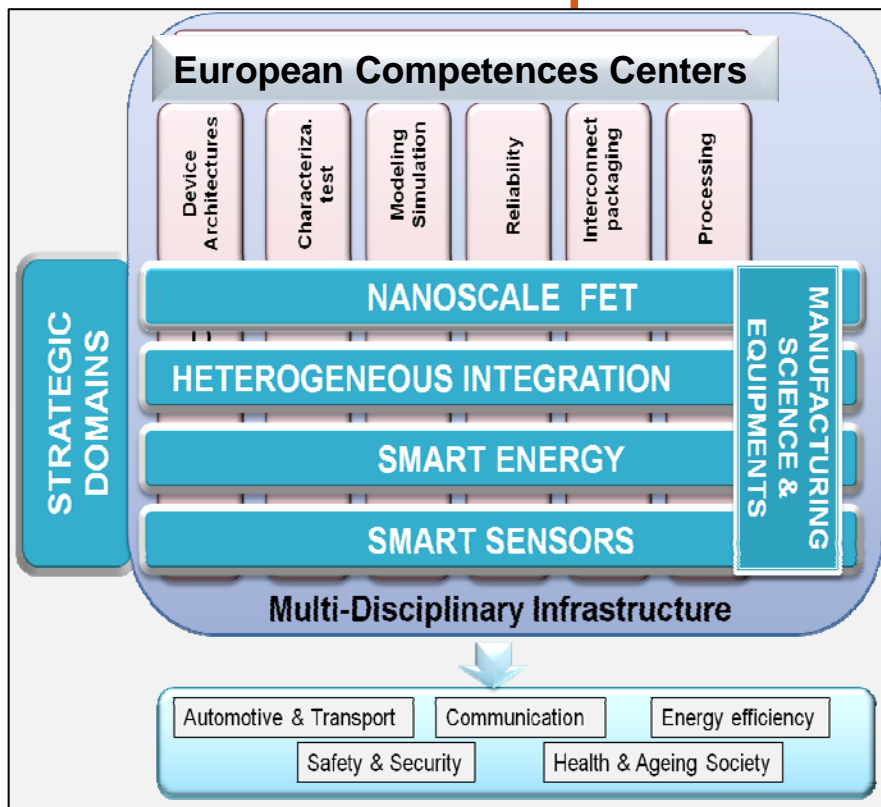 European Competences Centers
Device
Architectures
Characteriza.
test
Modeling
Simulation
Reliability
Interconnect
packaging
Processing
STRATEGIC
DOMAINS
NANOSCALE FET
HETEROGENEOUS INTEGRATION
SMART ENERGY
SMART SENSORS
MANUFACTURING
SCIENCE &
EQUIPMENTS
Multi-Disciplinary Infrastructure
Automotive & Transport
Communication
Energy efficiency
Safety & Security
Health & Ageing Society